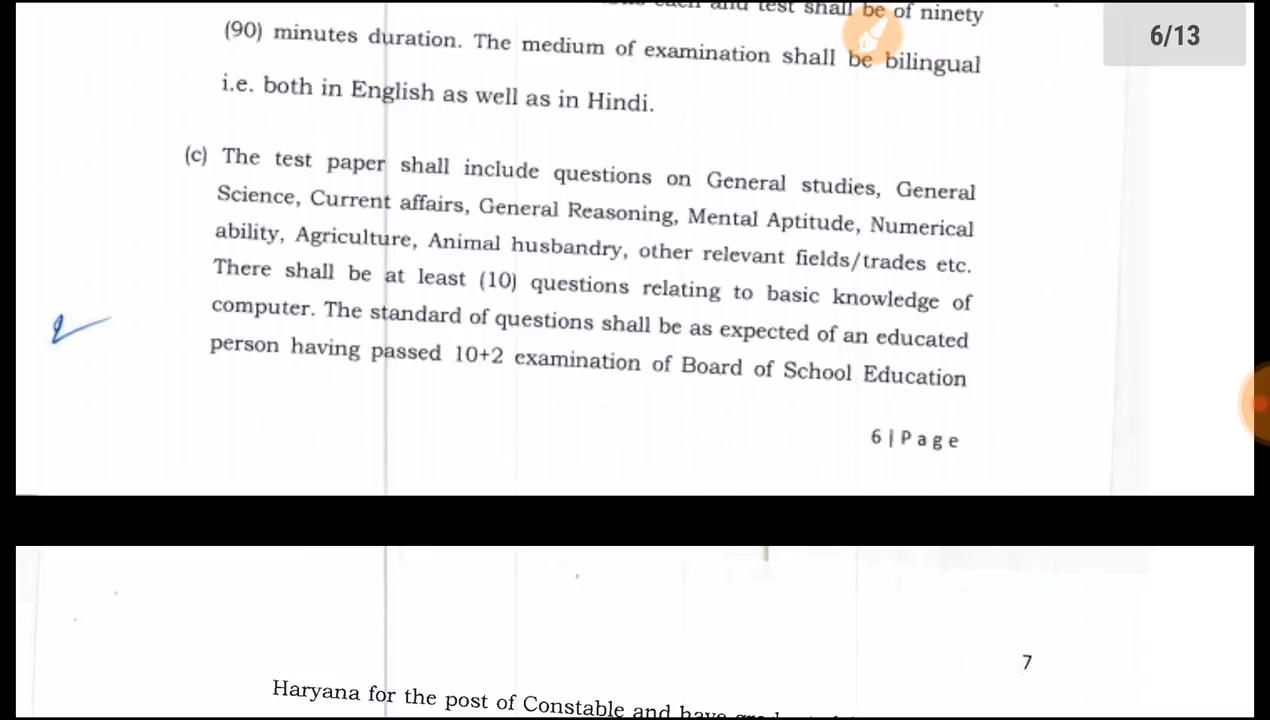 and test shall be of ninety
(90) minutes duration. The medium of examination shall be bilingual
i.e. both in English as well as in Hindi.
(c) The test paper shall include questions on General studies, General
Science, Current affairs, General Reasoning, Mental Aptitude, Numerical
ability, Agriculture, Animal husbandry, other relevant fields/trades etc.
There shall be at least (10) questions relating to basic knowledge of
computer. The standard of questions shall be as expected of an educated
person having passed 10+2 examination of Board of School Education
6 | P a g e
7
Haryana for the post of Constable and have
6/13